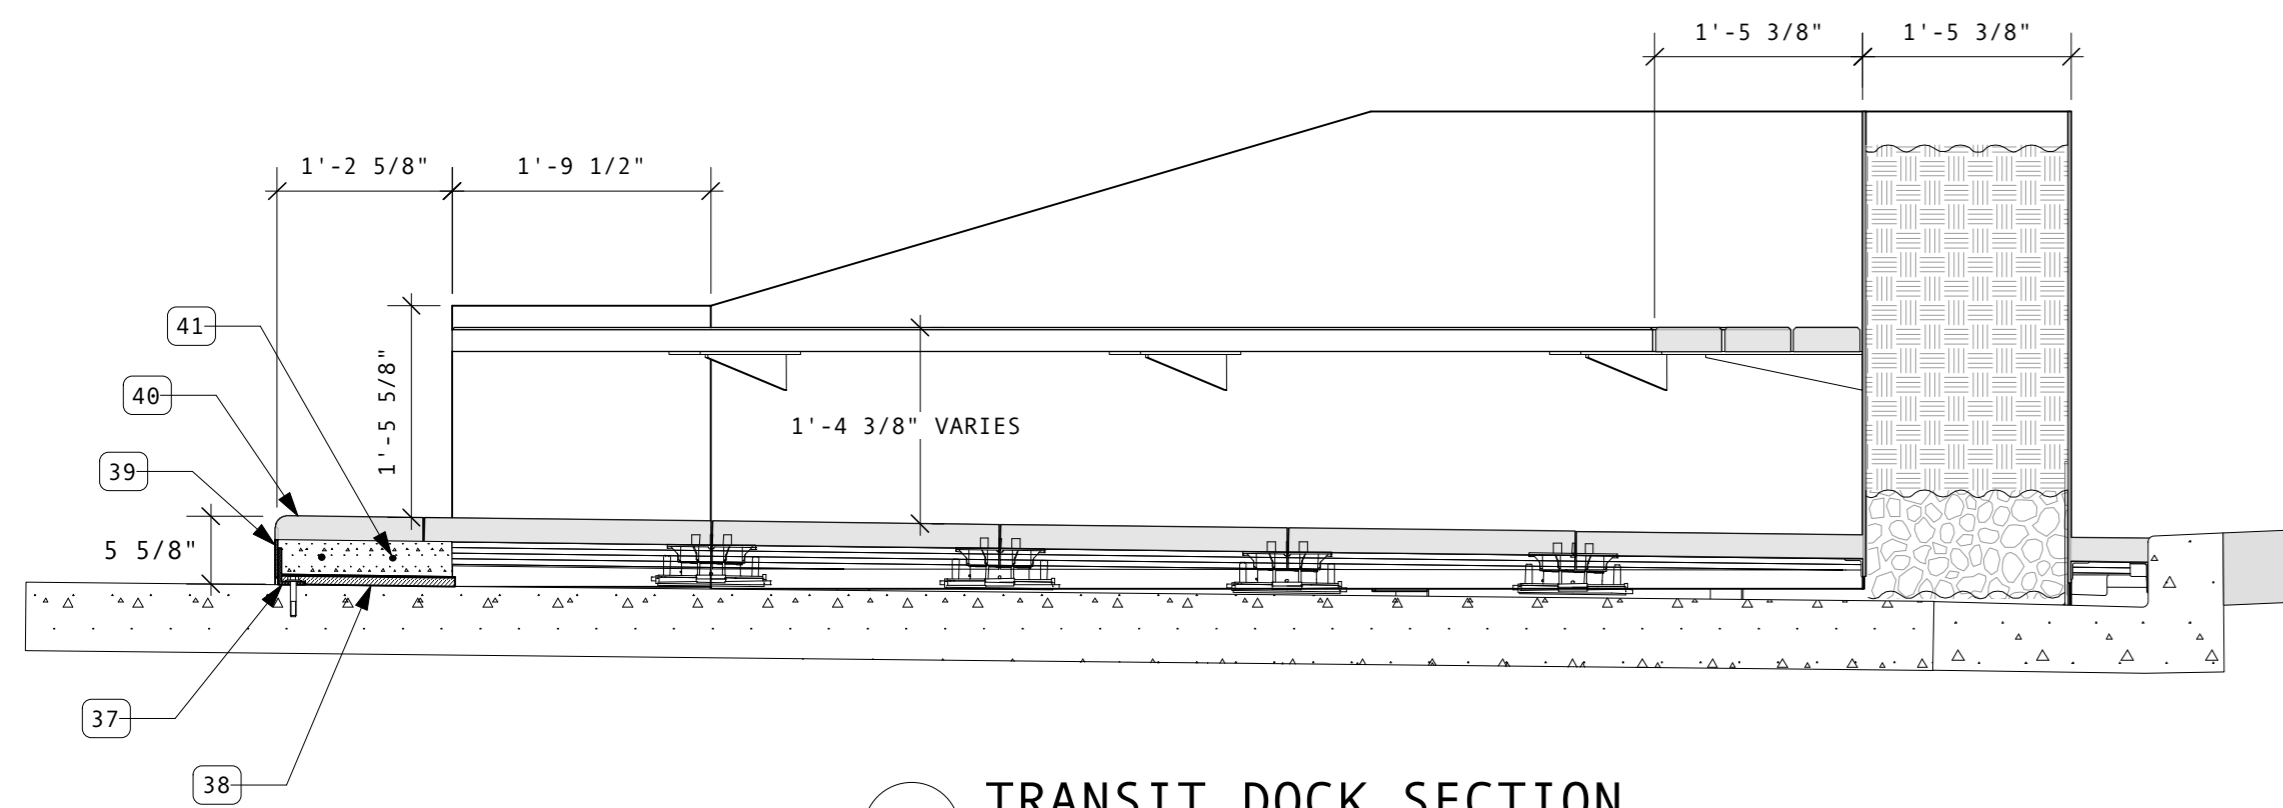 1'-5 3/8" 1'-5 3/8"
1'-2 5/8" 1'-9 1/2"
41
1'-5 5/8"
40
1'-4 3/8" VARIES
39
5 5/8"
37
38
TRANSIT DOCK SECTION